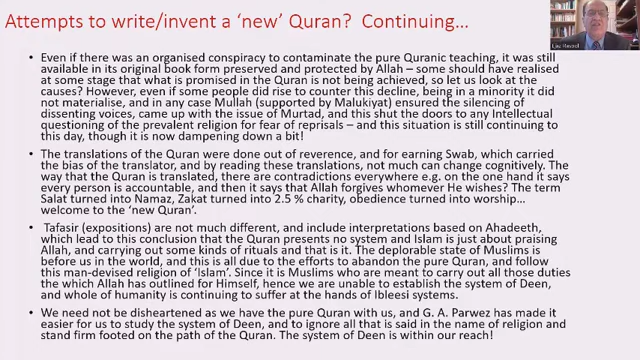 Attempts to write/invent a ‘new’ Quran? Continuing…
• Even if there was an organised conspiracy to contaminate the pure Quranic teaching, it was still
available in its original book form preserved and protected by Allah – some should have realised
at some stage that what is promised in the Quran is not being achieved, so let us look at the
causes? However, even if some people did rise to counter this decline, being in a minority it did
not materialise, and in any case Mullah (supported by Malukiyat) ensured the silencing of
dissenting voices, came up with the issue of Murtad, and this shut the doors to any Intellectual
questioning of the prevalent religion for fear of reprisals – and this situation is still continuing to
this day, though it is now dampening down a bit!
• The translations of the Quran were done out of reverence, and for earning Swab, which carried
the bias of the translator, and by reading these translations, not much can change cognitively. The
way that the Quran is translated, there are contradictions everywhere e.g. on the one hand it says
every person is accountable, and then it says that Allah forgives whomever He wishes? The term
Salat turned into Namaz, Zakat turned into 2.5 % charity, obedience turned into worship…
welcome to the ‘new Quran’.
• Tafasir (expositions) are not much different, and include interpretations based on Ahadeeth,
which lead to this conclusion that the Quran presents no system and Islam is just about praising
Allah, and carrying out some kinds of rituals and that is it. The deplorable state of Muslims is
before us in the world, and this is all due to the efforts to abandon the pure Quran, and follow
this man-devised religion of ‘Islam’. Since it is Muslims who are meant to carry out all those duties
the which Allah has outlined for Himself, hence we are unable to establish the system of Deen,
and whole of humanity is continuing to suffer at the hands of Ibleesi systems.
• We need not be disheartened as we have the pure Quran with us, and G. A. Parwez has made it
easier for us to study the system of Deen, and to ignore all that is said in the name of religion and
stand firm footed on the path of the Quran. The system of Deen is within our reach!